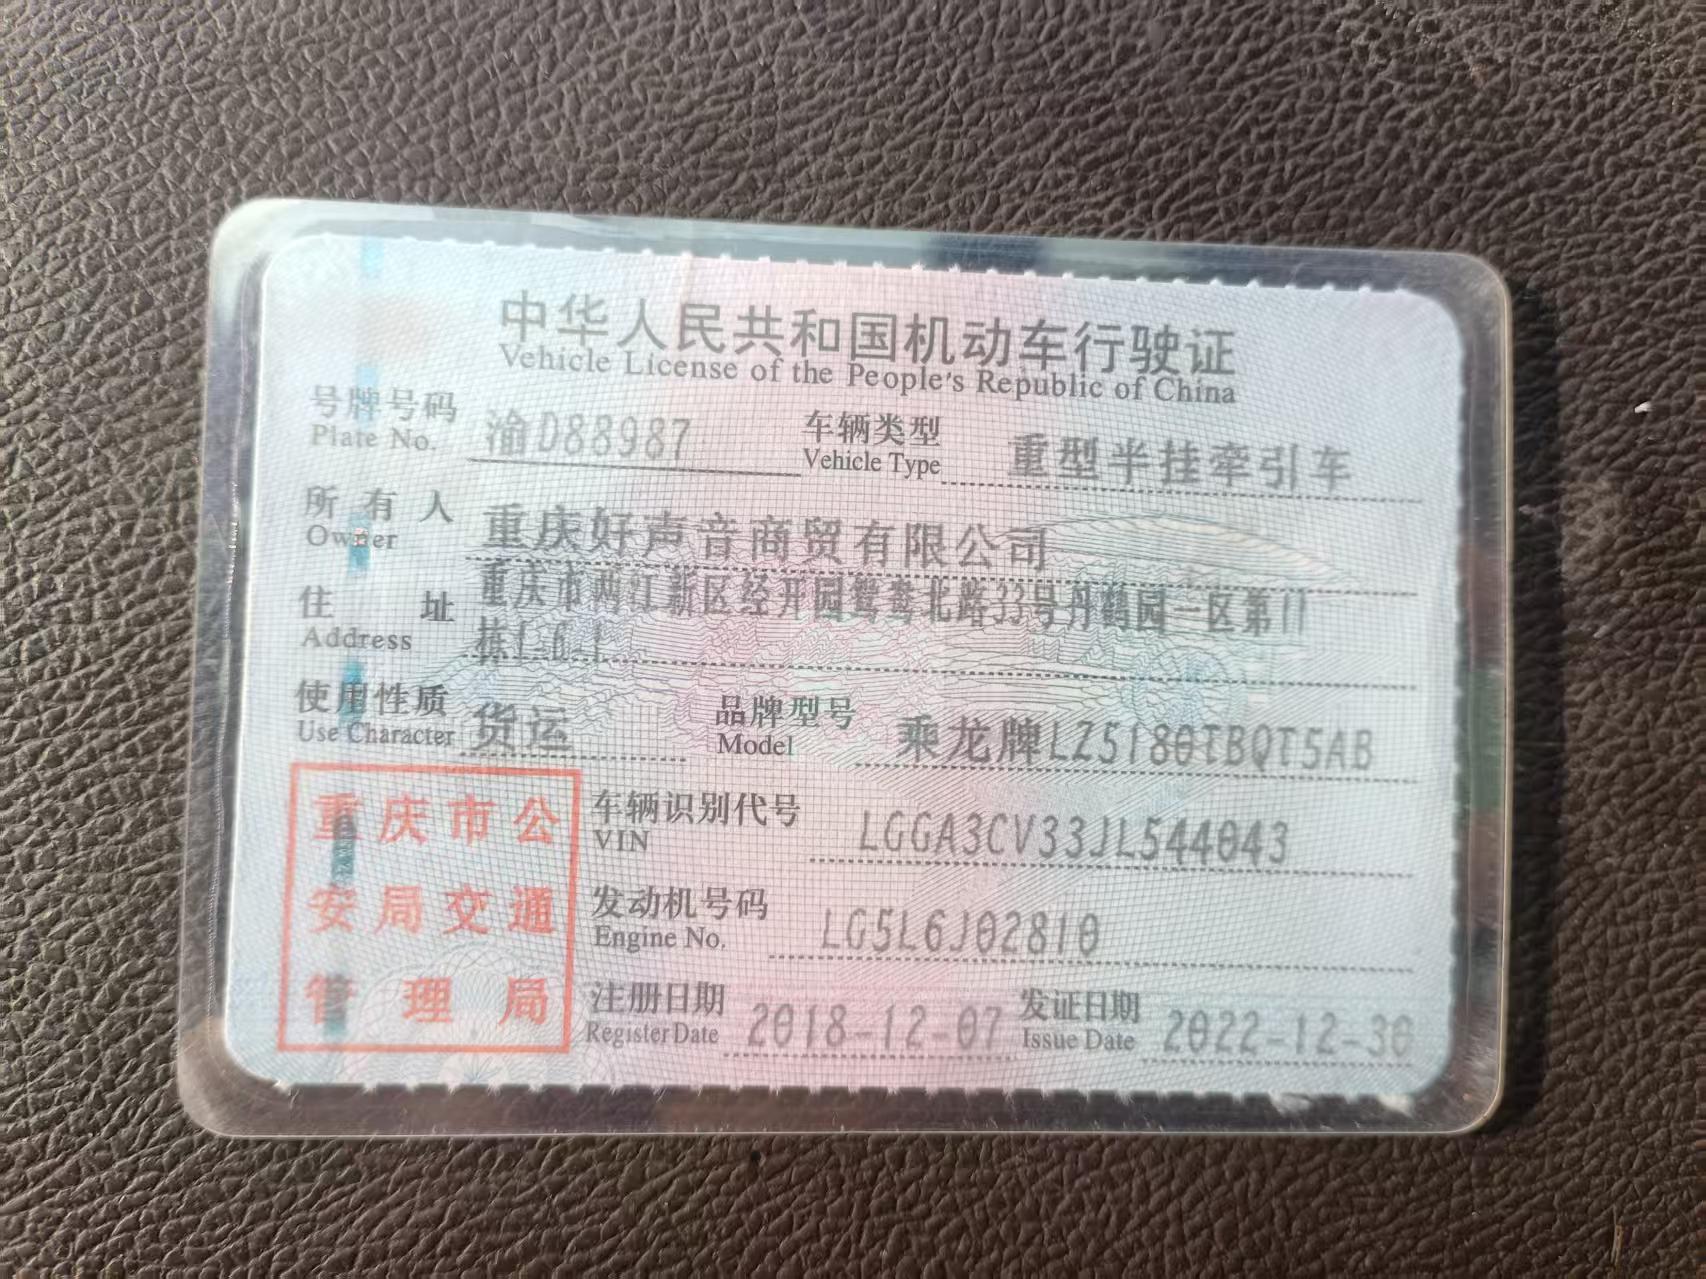 中华人民共和国机动车行驶证
Vehicle License of the People's Republic of China
号牌号码 渝D88987 车辆类型 重型半挂牵引车
Plate No. Vehicle Type
所有人 重庆好声音商贸有限公司
Owner
住址 重庆市两江新区经开园鸳鸯北路33号丹鹤园一区第11
Address 栋1-6-1
使用性质 货运 品牌型号 乘龙牌LZ5180TBQT5AB
Use Character Model
重庆市公
安局交通
管理局
车辆识别代号 LGGA3CV33JL544043
VIN
发动机号码 LG5L6J02810
Engine No.
注册日期 2018-12-07 发证日期 2022-12-30
Register Date Issue Date